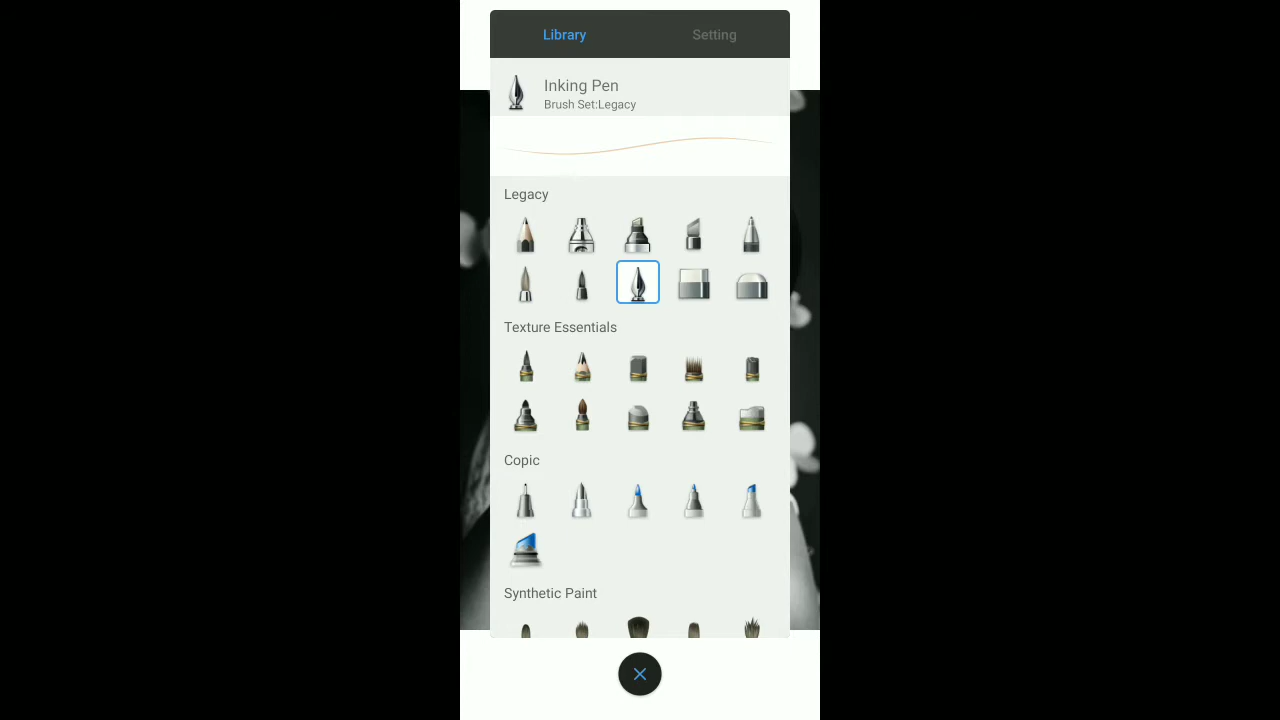 Library
Setting
Inking Pen
Brush Set:Legacy
Legacy
Texture Essentials
Copic
Synthetic Paint